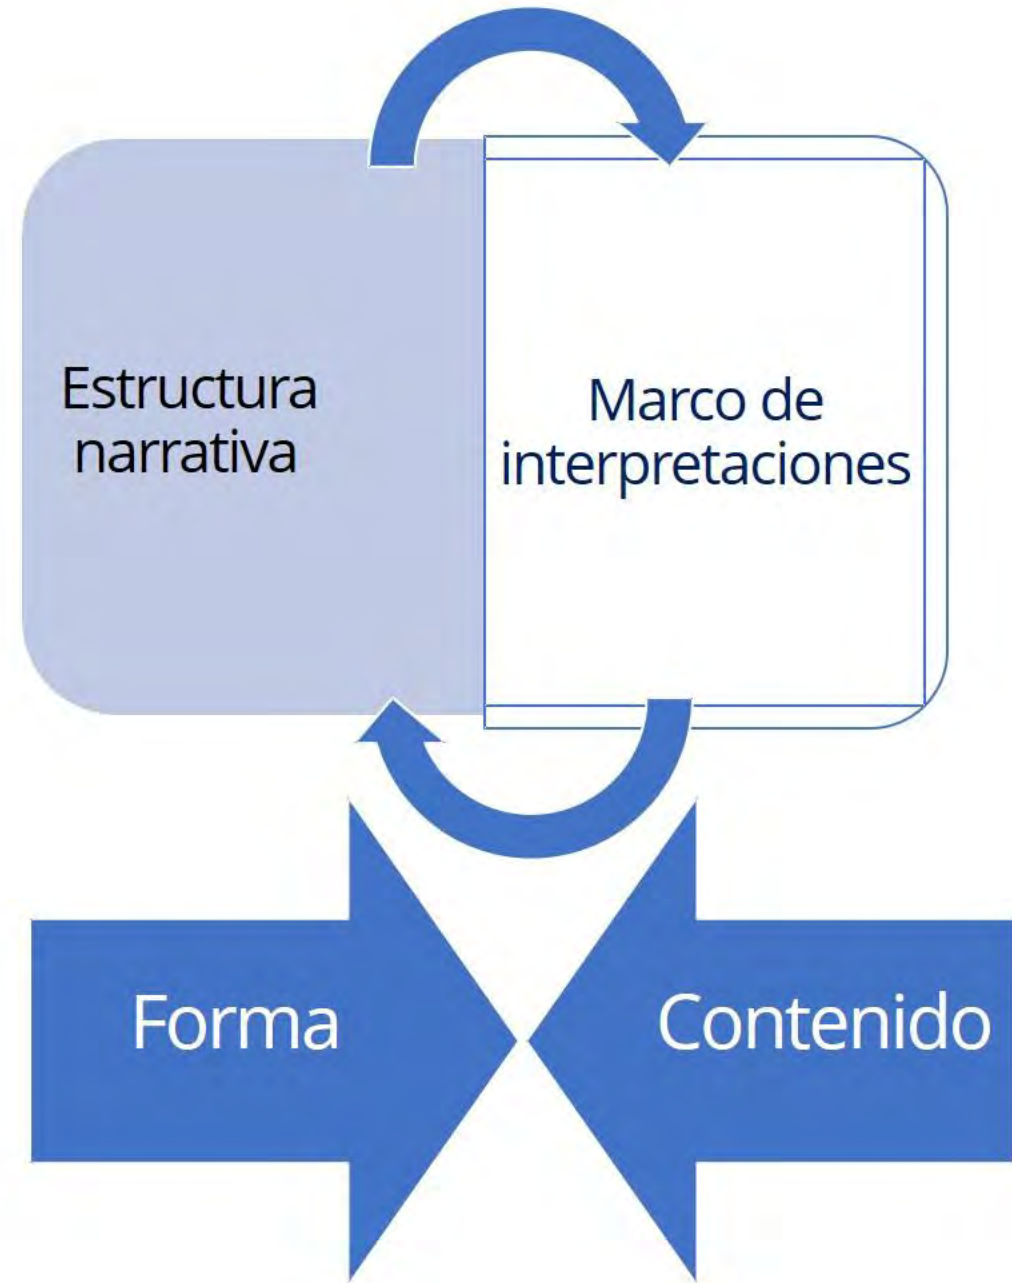 Estructura
narrativa
Marco de
interpretaciones
Forma
Contenido